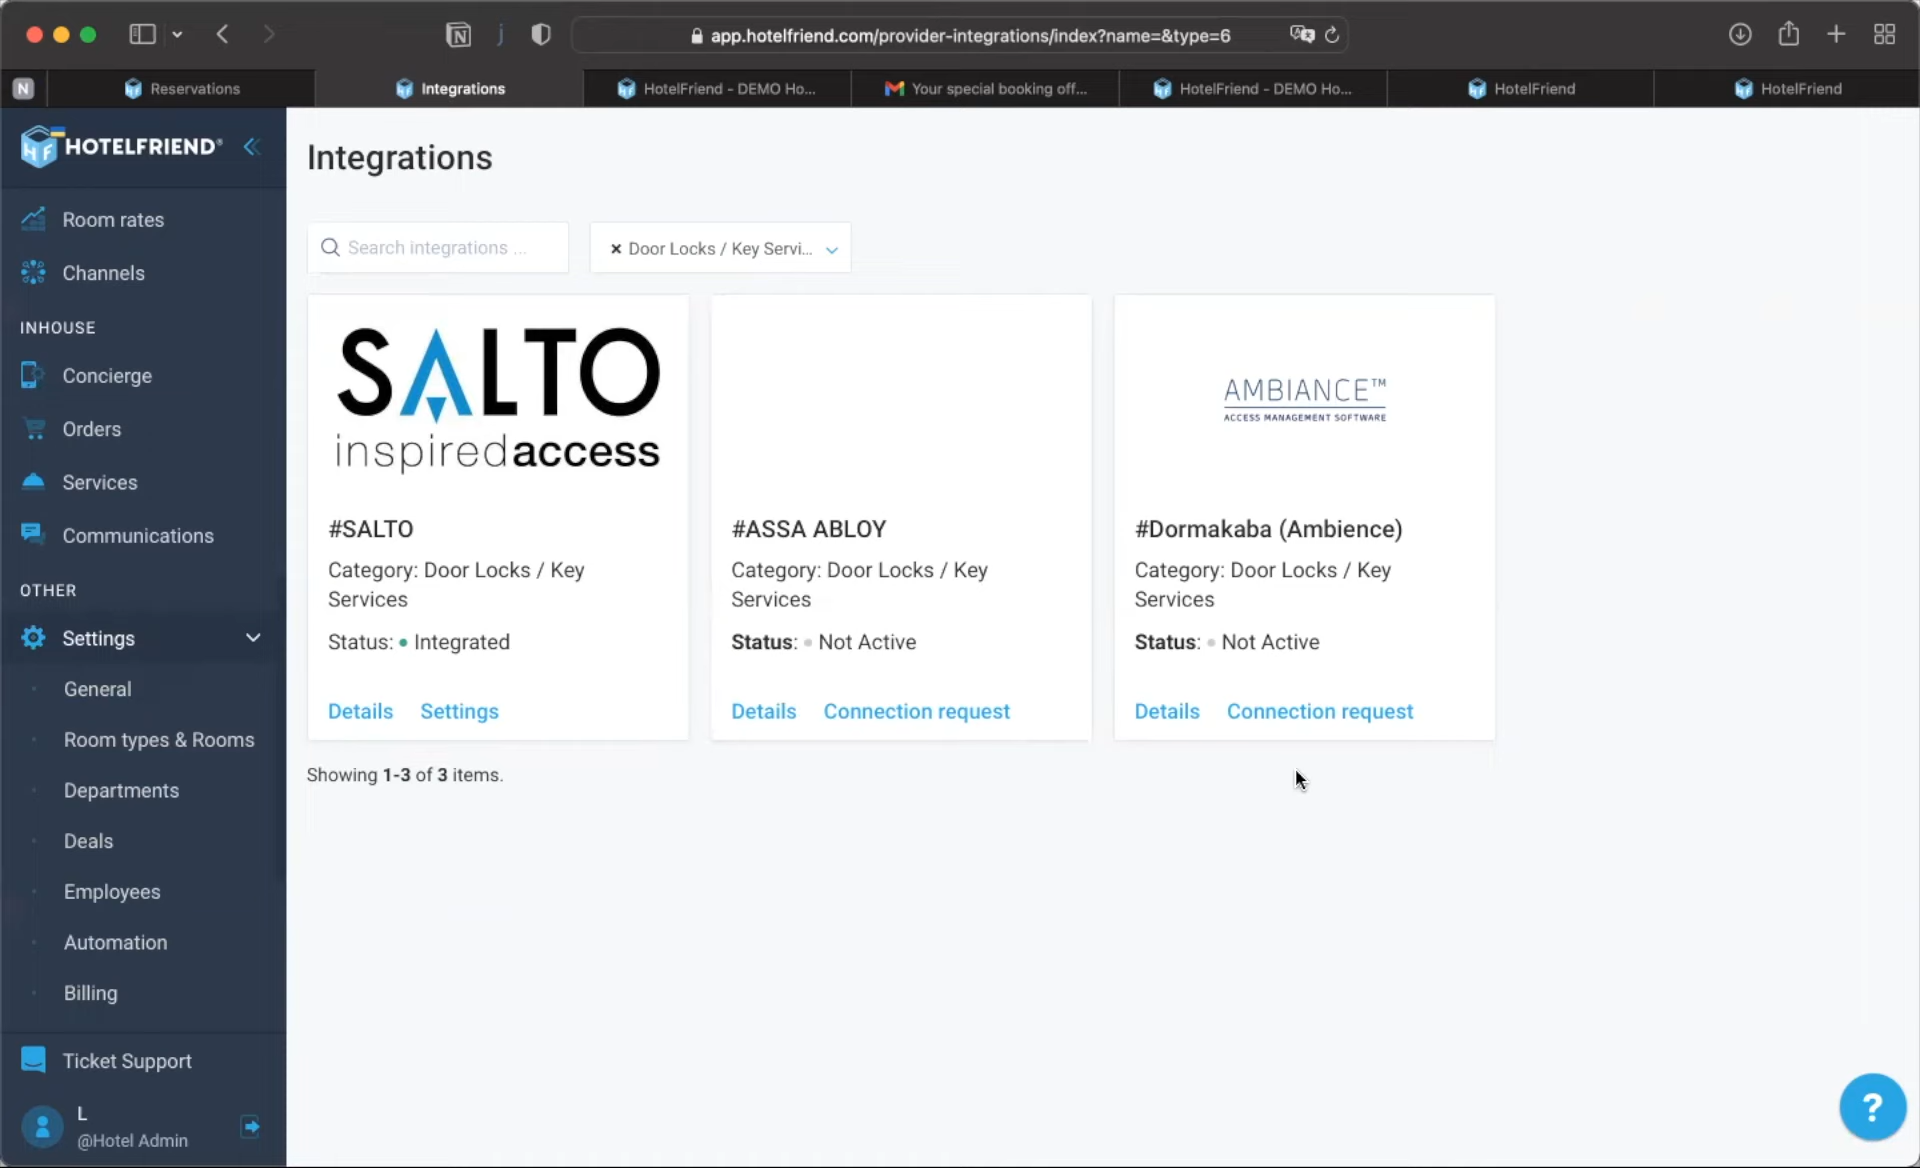 app.hotelfriend.com/provider-integrations/index?name=&type=6
N
Reservations
Integrations
HotelFriend - DEMO Ho...
Your special booking off...
HotelFriend - DEMO Ho...
HotelFriend
HotelFriend
HOTELFRIEND®
Room rates
Channels
INHOUSE
Concierge
Orders
Services
Communications
OTHER
Settings
General
Room types & Rooms
Departments
Deals
Employees
Automation
Billing
Ticket Support
L
@Hotel Admin
Integrations
Search integrations ...
× Door Locks / Key Servi...
SALTO
inspiredaccess
#SALTO
Category: Door Locks / Key
Services
Status: • Integrated
Details Settings
#ASSA ABLOY
Category: Door Locks / Key
Services
Status: • Not Active
Details Connection request
AMBIANCE™
ACCESS MANAGEMENT SOFTWARE
#Dormakaba (Ambience)
Category: Door Locks / Key
Services
Status: • Not Active
Details Connection request
Showing 1-3 of 3 items.
?